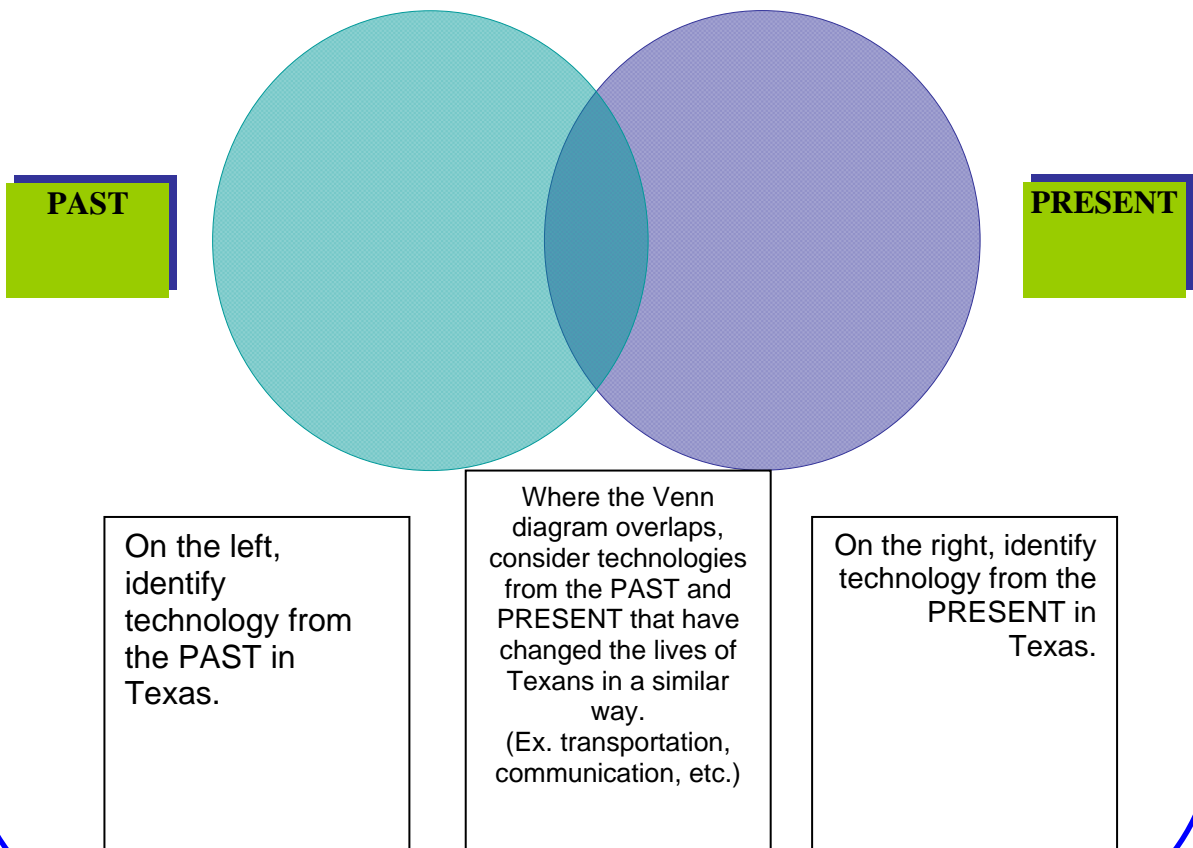 PAST
PRESENT
On the left,
identify
technology from
the PAST in
Texas.
Where the Venn
diagram overlaps,
consider technologies
from the PAST and
PRESENT that have
changed the lives of
Texans in a similar
way.
(Ex. transportation,
communication, etc.)
On the right, identify
technology from the
PRESENT in
Texas.